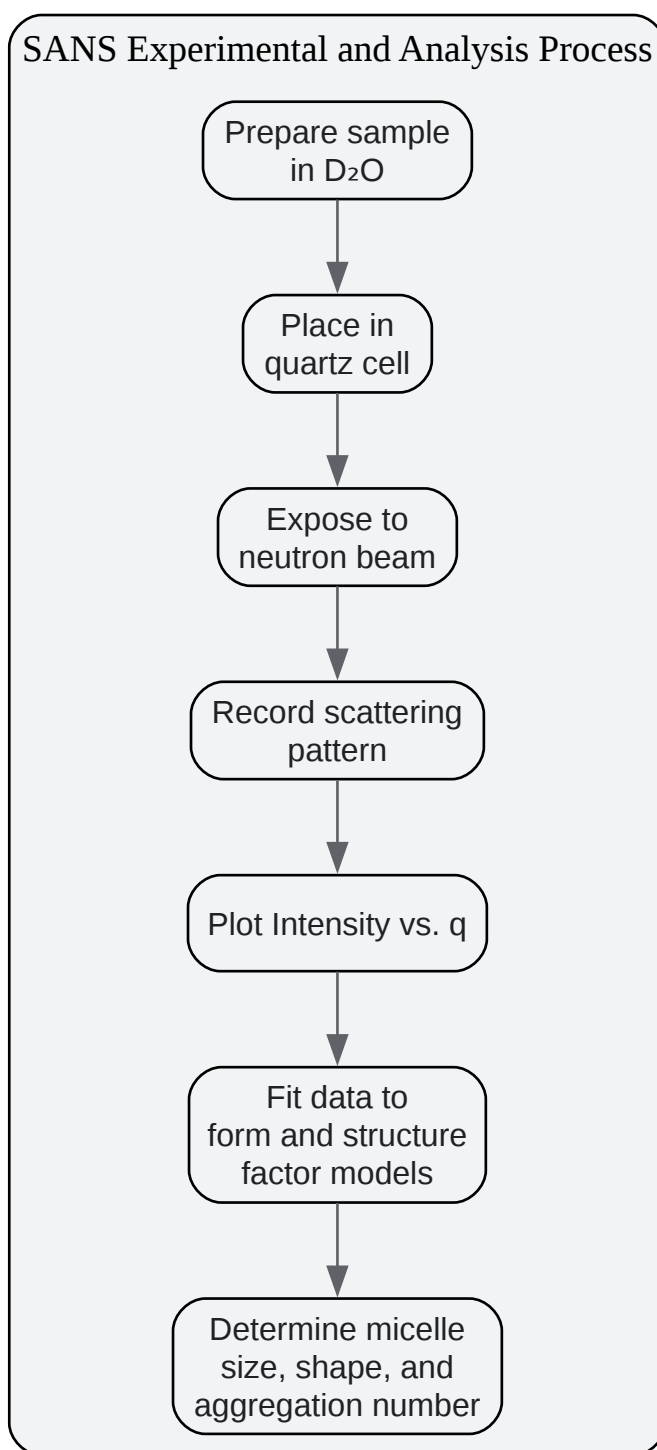 SANS Experimental and Analysis Process
Prepare sample
in D₂O
Place in
quartz cell
Expose to
neutron beam
Record scattering
pattern
Plot Intensity vs. q
Fit data to
form and structure
factor models
Determine micelle
size, shape, and
aggregation number